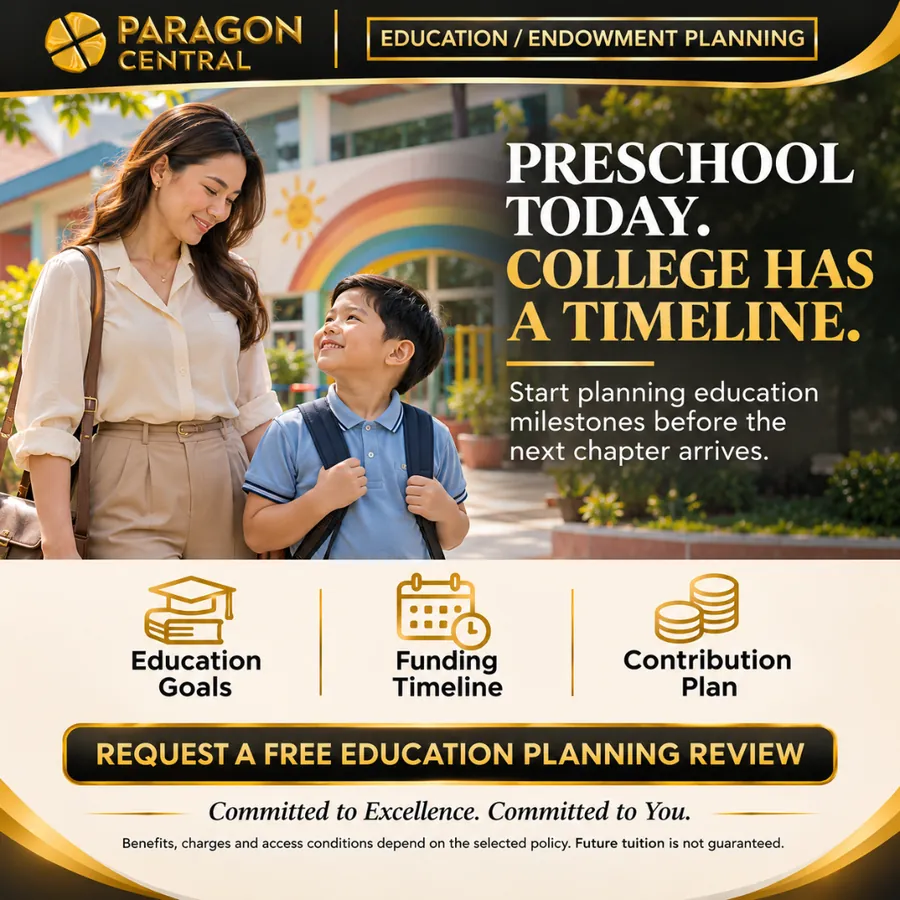 PARAGON
CENTRAL
EDUCATION / ENDOWMENT PLANNING
PRESCHOOL
TODAY.
COLLEGE HAS
A TIMELINE.
Start planning education
milestones before the
next chapter arrives.
Education
Goals
Funding
Timeline
Contribution
Plan
REQUEST A FREE EDUCATION PLANNING REVIEW
Committed to Excellence. Committed to You.
Benefits, charges and access conditions depend on the selected policy. Future tuition is not guaranteed.